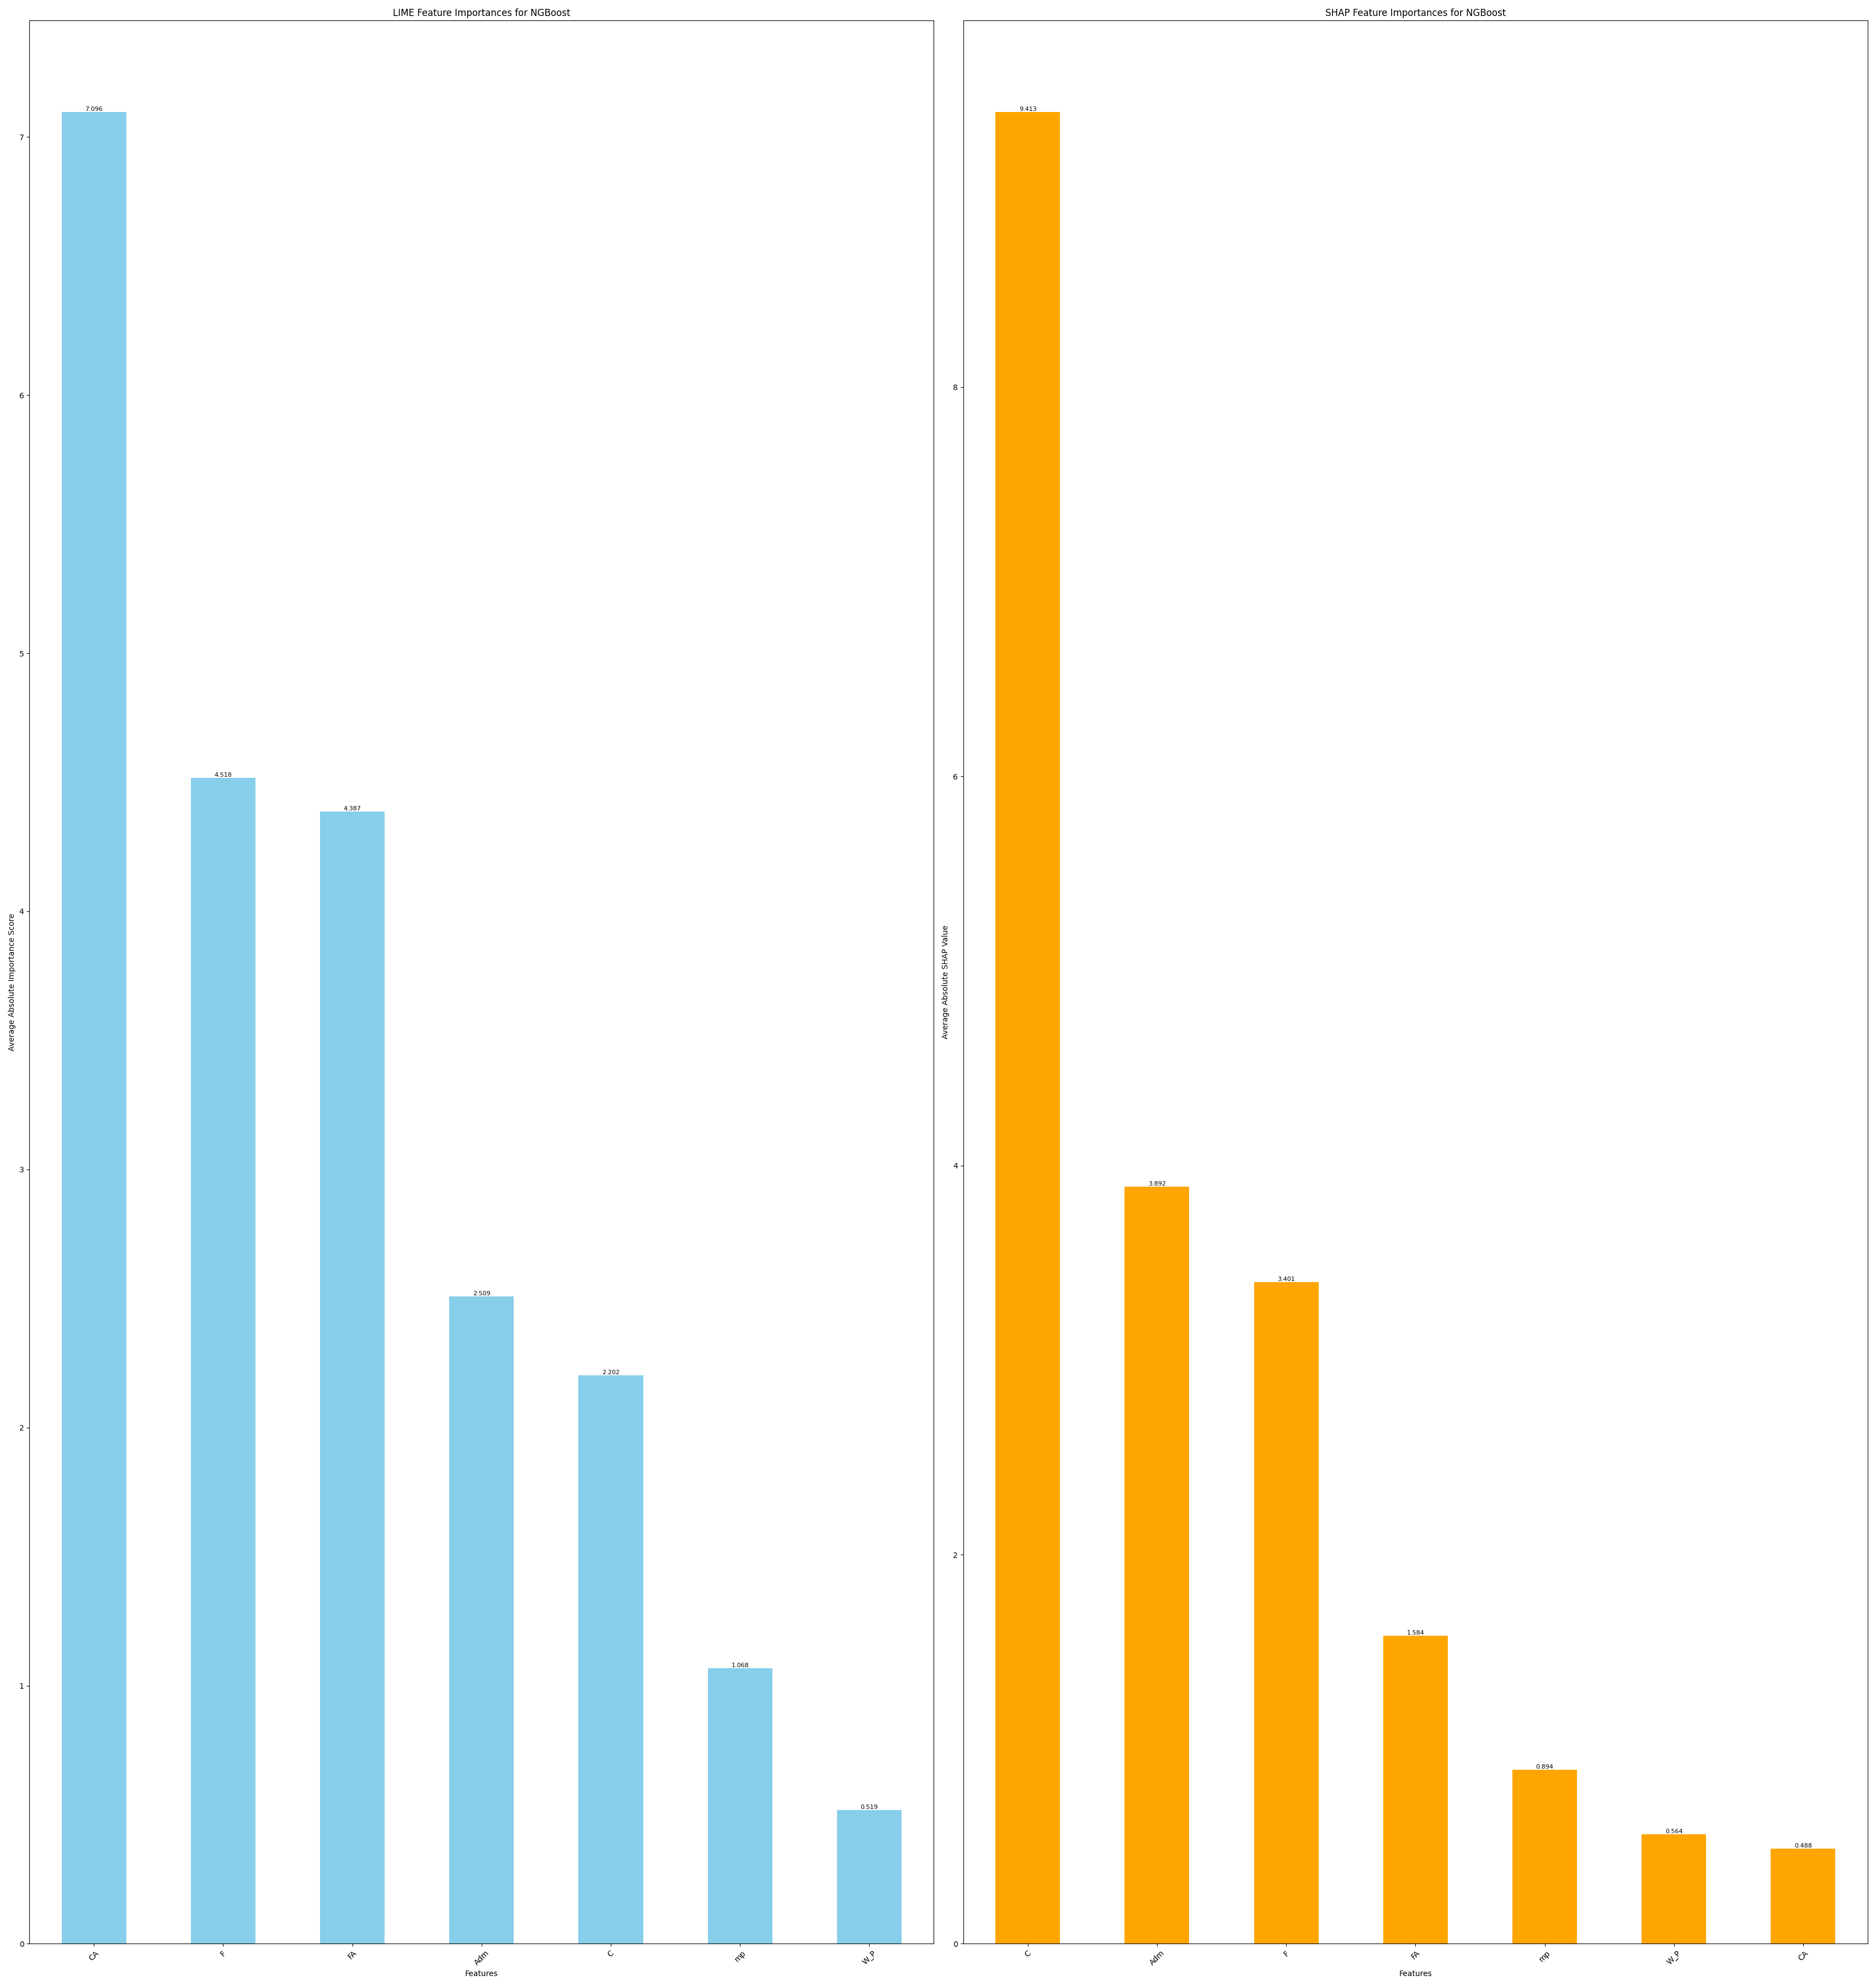 LIME Feature Importances for NGBoost
7.096
4.518
4.387
2.509
2.202
1.068
0.519
7
6
5
4
3
2
1
0
Average Absolute Importance Score
CA
F
FA
Adm
C
mp
W_P
Features
SHAP Feature Importances for NGBoost
9.413
3.892
3.401
1.584
0.894
0.564
0.488
8
6
4
2
0
Average Absolute SHAP Value
C
Adm
F
FA
mp
W_P
CA
Features